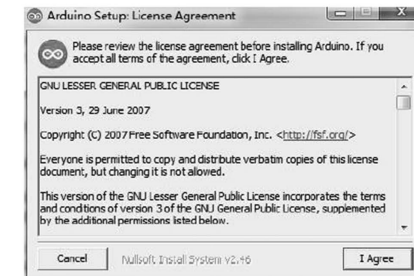 Arduino Setup: License Agreement
Please review the license agreement before installing Arduino. If you
accept all terms of the agreement, click I Agree.
GNU LESSER GENERAL PUBLIC LICENSE
Version 3, 29 June 2007
Copyright (C) 2007 Free Software Foundation, Inc. <http://fsf.org/>
Everyone is permitted to copy and distribute verbatim copies of this license
document, but changing it is not allowed.
This version of the GNU Lesser General Public License incorporates the terms
and conditions of version 3 of the GNU General Public License, supplemented
by the additional permissions listed below.
Cancel Nullsoft Install System v2.46 I Agree